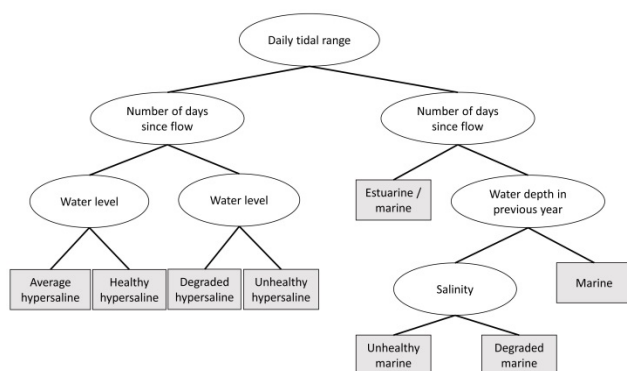 Daily tidal range
Number of days
since flow
Number of days
since flow
Water level
Water level
Estuarine /
marine
Water depth in
previous year
Average
hypersaline
Healthy
hypersaline
Degraded
hypersaline
Unhealthy
hypersaline
Salinity
Marine
Unhealthy
marine
Degraded
marine